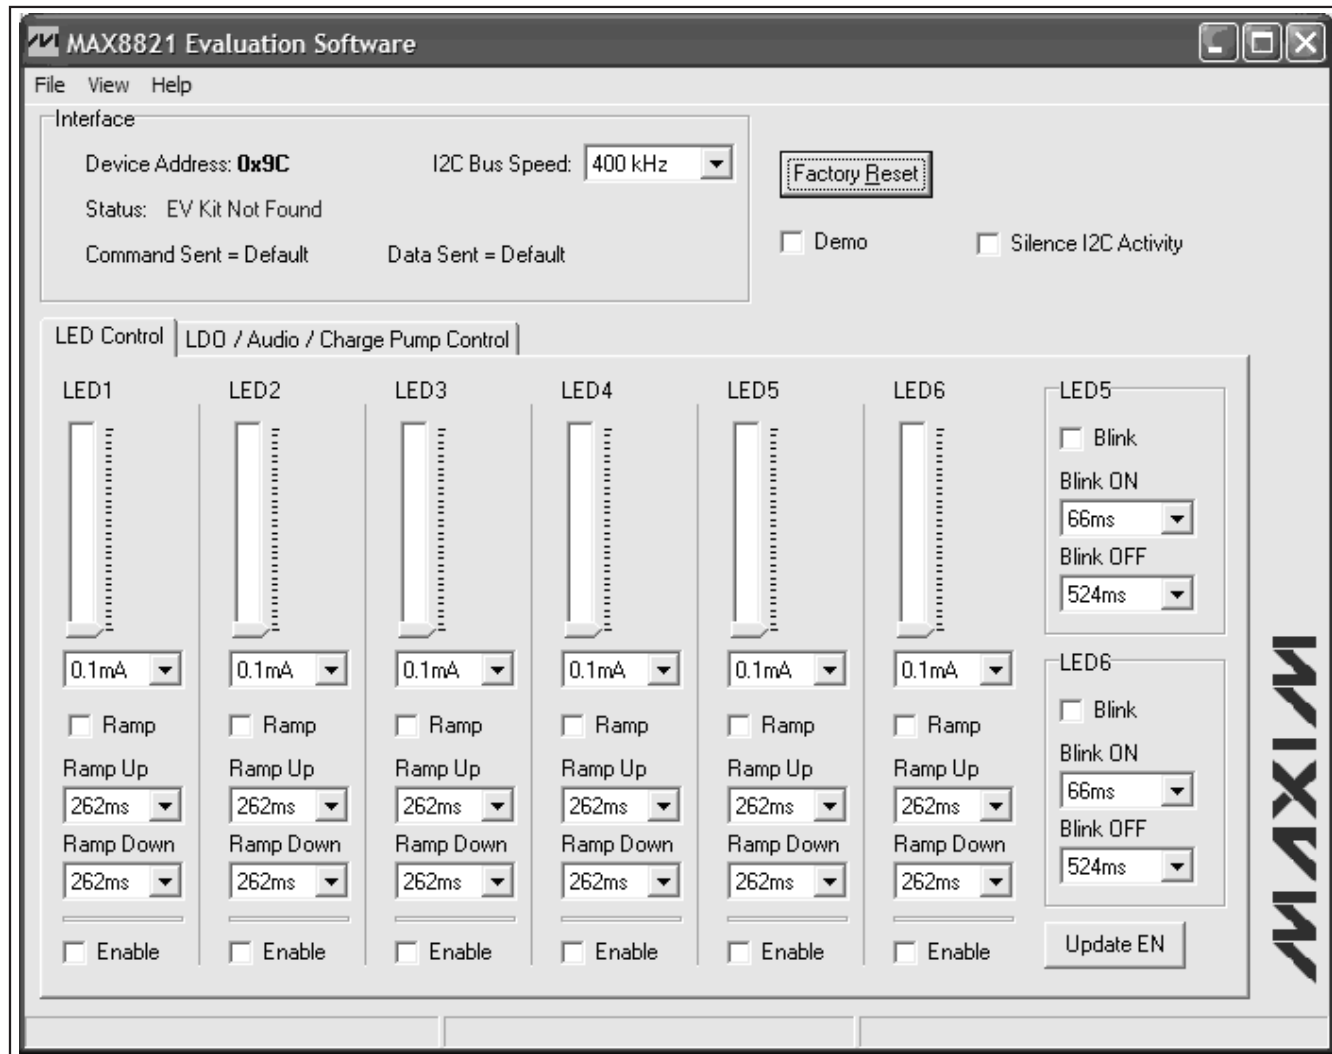 MAX8821 Evaluation Software
File View Help
Interface
Device Address: 0x9C I2C Bus Speed: 400 kHz
Status: EV Kit Not Found
Command Sent = Default Data Sent = Default
Factory Reset
Demo Silence I2C Activity
LED Control LDO / Audio / Charge Pump Control
LED1 LED2 LED3 LED4 LED5 LED6
0.1mA 0.1mA 0.1mA 0.1mA 0.1mA 0.1mA
Ramp Ramp Ramp Ramp Ramp Ramp
Ramp Up Ramp Up Ramp Up Ramp Up Ramp Up Ramp Up
262ms 262ms 262ms 262ms 262ms 262ms
Ramp Down Ramp Down Ramp Down Ramp Down Ramp Down Ramp Down
262ms 262ms 262ms 262ms 262ms 262ms
Enable Enable Enable Enable Enable Enable
LED5
Blink
Blink ON
66ms
Blink OFF
524ms
LED6
Blink
Blink ON
66ms
Blink OFF
524ms
Update EN
MAXIM